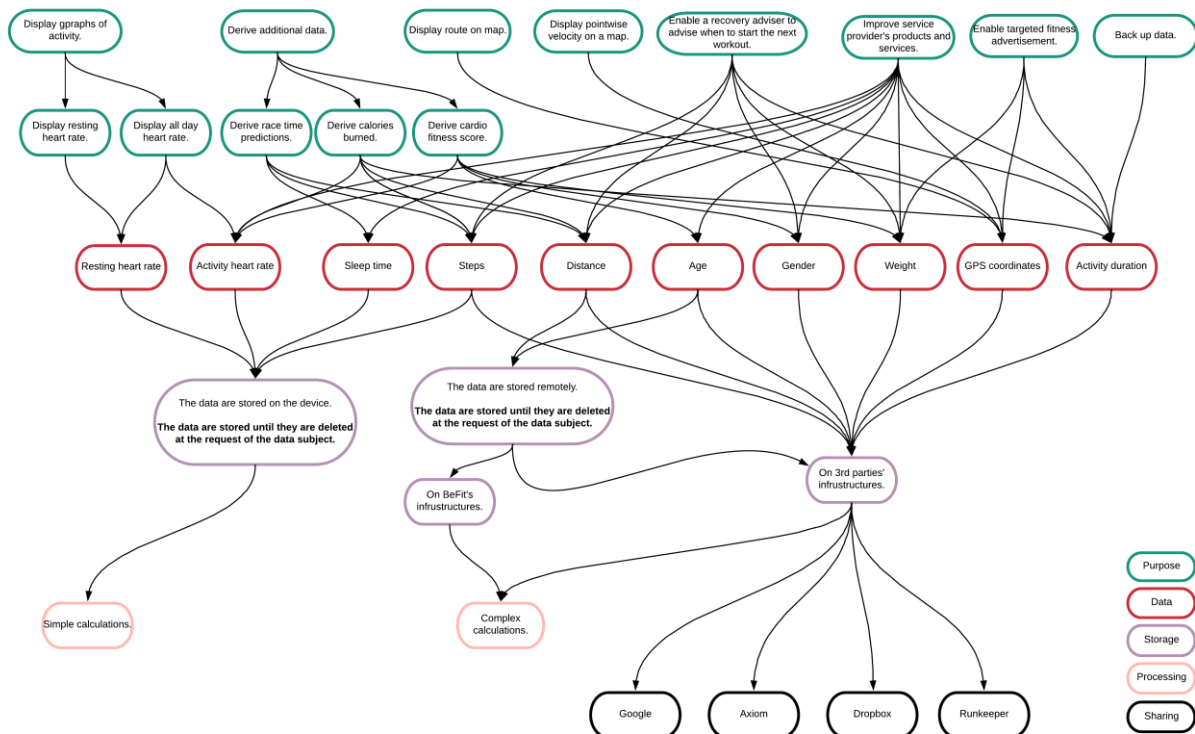 Display gpraphs of
activity.
Derive additional data.
Display route on map.
Display pointwise
velocity on a map.
Enable a recovery adviser to
advise when to start the next
workout.
Improve service
provider's products and
services.
Enable targeted fitness
advertisement.
Back up data.
Display resting
heart rate.
Display all day
heart rate.
Derive race time
predictions.
Derive calories
burned.
Derive cardio
fitness score.
Resting heart rate
Activity heart rate
Sleep time
Steps
Distance
Age
Gender
Weight
GPS coordinates
Activity duration
The data are stored on the device.
The data are stored until they are deleted
at the request of the data subject.
The data are stored remotely.
The data are stored until they are deleted
at the request of the data subject.
On BeFit's
infrustructures.
On 3rd parties'
infrustructures.
Simple calculations.
Complex
calculations.
Google
Axiom
Dropbox
Runkeeper
Purpose
Data
Storage
Processing
Sharing